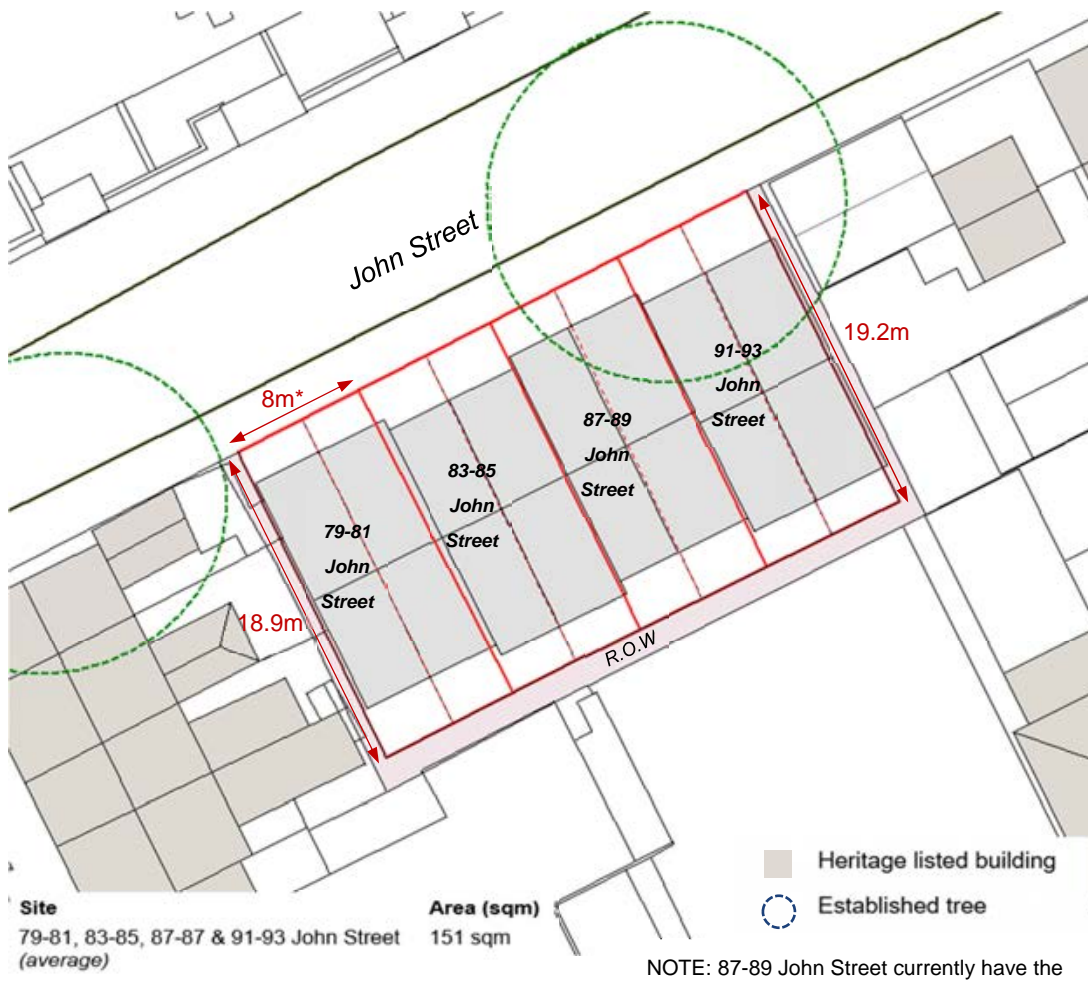 John Street
8m*
19.2m
91-93
John
Street
87-89
John
Street
83-85
John
Street
79-81
John
Street
18.9m
R.O.W
Heritage listed building
Established tree
Site
Area (sqm)
79-81, 83-85, 87-87 & 91-93 John Street
151 sqm
(average)
NOTE: 87-89 John Street currently have the